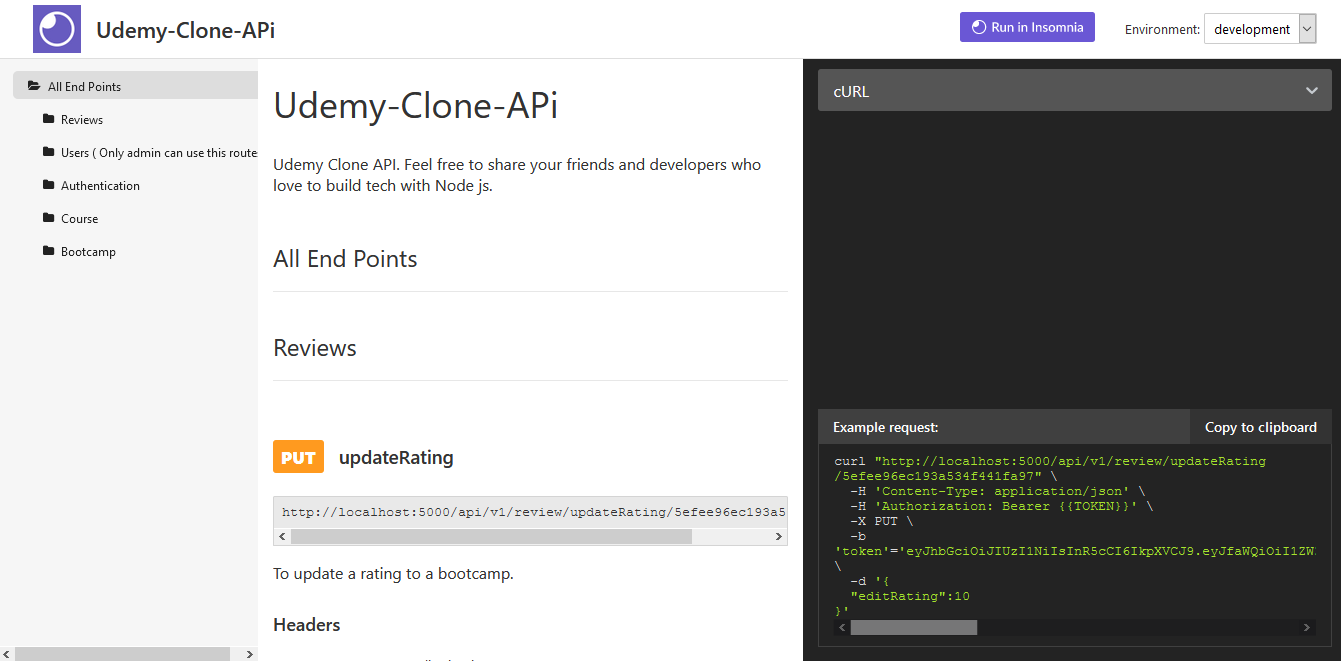 Udemy-Clone-APi
Run in Insomnia
Environment:
development
All End Points
Reviews
Users ( Only admin can use this route
Authentication
Course
Bootcamp
Udemy-Clone-APi
Udemy Clone API. Feel free to share your friends and developers who
love to build tech with Node js.
All End Points
Reviews
PUT updateRating
http://localhost:5000/api/v1/review/updateRating/5efee96ec193a5
To update a rating to a bootcamp.
Headers
cURL
Example request:
Copy to clipboard
curl "http://localhost:5000/api/v1/review/updateRating
/5efee96ec193a534f441fa97" \
-H 'Content-Type: application/json' \
-H 'Authorization: Bearer {{TOKEN}}' \
-X PUT \
-b
'token'='eyJhbGciOiJIUzI1NiIsInR5cCI6IkpXVCJ9.eyJfaWQiOiI1ZW
\
-d '{
"editRating":10
}'